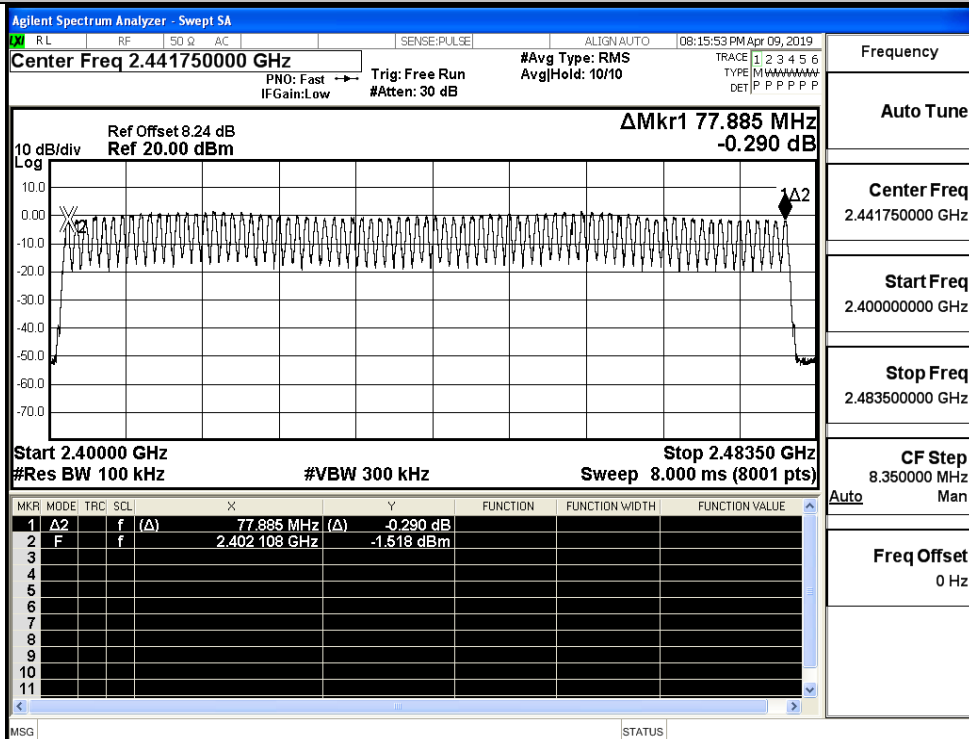 Agilent Spectrum Analyzer - Swept SA
LXI RL RF 50 Ω AC SENSE:PULSE ALIGN AUTO 08:15:53 PM Apr 09, 2019
Center Freq 2.441750000 GHz
PNO: Fast
IFGain:Low
Trig: Free Run
#Atten: 30 dB
#Avg Type: RMS
Avg|Hold: 10/10
TRACE 1 2 3 4 5 6
TYPE M WWWWW
DET P P P P P P
Ref Offset 8.24 dB
10 dB/div Ref 20.00 dBm
Log
ΔMkr1 77.885 MHz
-0.290 dB
10.0
0.00
-10.0
-20.0
-30.0
-40.0
-50.0
-60.0
-70.0
2
1Δ2
Start 2.40000 GHz Stop 2.48350 GHz
#Res BW 100 kHz #VBW 300 kHz Sweep 8.000 ms (8001 pts)
MKR MODE TRC SCL X Y FUNCTION FUNCTION WIDTH FUNCTION VALUE
1 Δ2 f (Δ) 77.885 MHz (Δ) -0.290 dB
2 F f 2.402 108 GHz -1.518 dBm
3
4
5
6
7
8
9
10
11
MSG STATUS
Frequency
Auto Tune
Center Freq
2.441750000 GHz
Start Freq
2.400000000 GHz
Stop Freq
2.483500000 GHz
CF Step
8.350000 MHz
Auto Man
Freq Offset
0 Hz